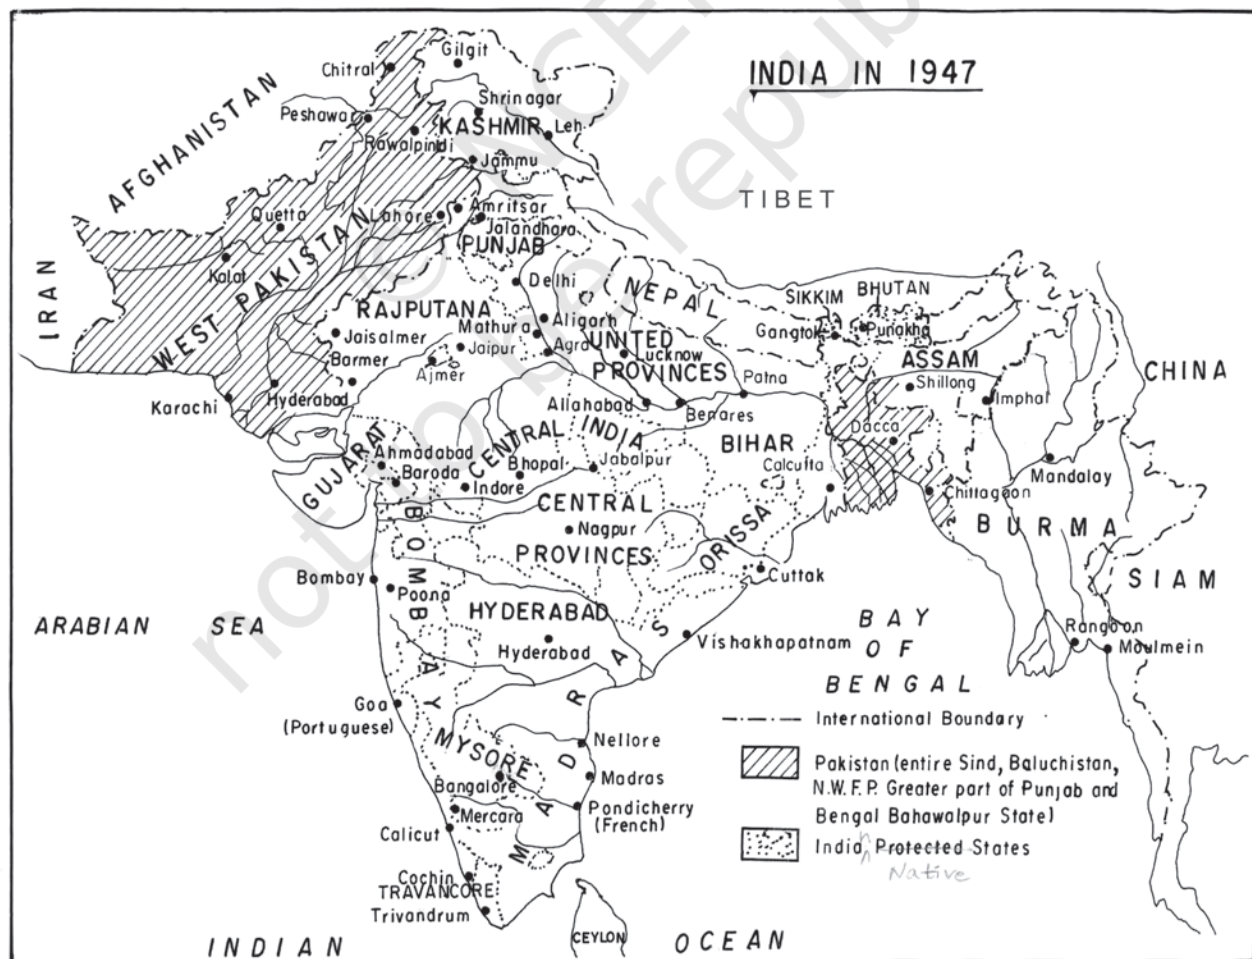 INDIA IN 1947
Gilgit
Chitral
Shrinagar
Peshawar
KASHMIR
Leh
Rawalpindi
Jammu
AFGHANISTAN
TIBET
Quetta
Lahore
Amritsar
Jalandhara
PUNJAB
Kalat
WEST PAKISTAN
IRAN
Delhi
NEPAL
SIKKIM
BHUTAN
RAJPUTANA
Jaisalmer
Mathura
Aligarh
Gangtok
Punakha
UNITED
PROVINCES
Barmer
Jaipur
Agra
Lucknow
ASSAM
Ajmer
Patna
Shillong
CHINA
Karachi
Hyderabad
Allahabad
Benares
Imphal
GUJARAT
CENTRAL INDIA
BIHAR
Dacca
Ahmadabad
Baroda
Bhopal
Jabalpur
Calcutta
Mandalay
Indore
CENTRAL
PROVINCES
Chittagaon
Nagpur
ORISSA
BURMA
BOMBAY
Bombay
Poona
Cuttak
SIAM
HYDERABAD
Hyderabad
ARABIAN SEA
Vishakhapatnam
BAY
OF
BENGAL
Rangoon
Moulmein
Goa
(Portuguese)
MYSORE
MADRAS
Nellore
Bangalore
Madras
Mercara
Pondicherry
(French)
Calicut
Cochin
TRAVANCORE
Trivandrum
CEYLON
INDIAN OCEAN
International Boundary
Pakistan (entire Sind, Baluchistan,
N.W.F.P. Greater part of Punjab and
Bengal Bahawalpur State)
India Protected States
Native
© NCER
not to be repub